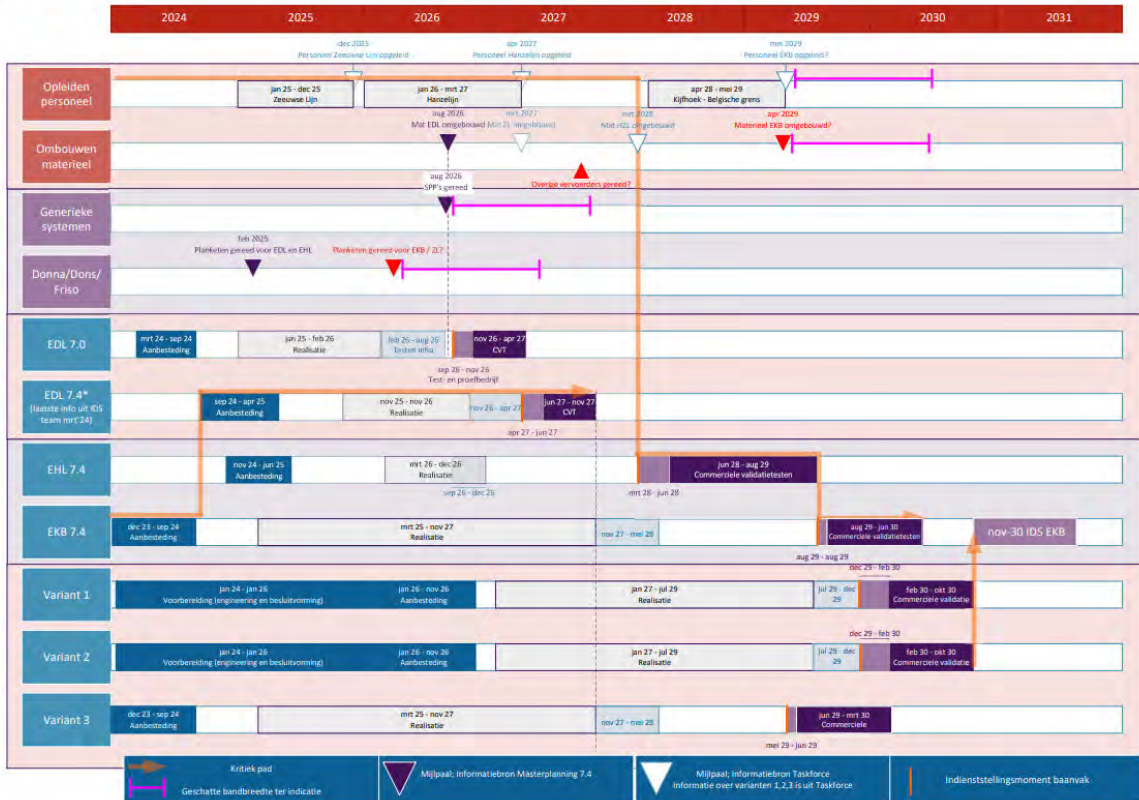 2024 2025 2026 2027 2028 2029 2030 2031
dec 2025
Personeel Zeeuwse Lijn opgeleid
apr 2027
Personeel Hanzelijn opgeleid
mei 2029
Personeel EKB opgeleid?
Opleiden
personeel
jan 25 - dec 25
Zeeuwse Lijn
jan 26 - mrt 27
Hanzelijn
apr 28 - mei 29
Kijfhoek - Belgische grens
aug 2026
Mat EDL omgebouwd
mrt 2027
Mat ZL omgebouwd
mrt 2028
Mat HZL omgebouwd
apr 2029
Materieel EKB omgebouwd?
Ombouwen
materieel
aug 2026
SPP's gereed
Overige vervoerders gereed?
Generieke
systemen
feb 2025
Planketen gereed voor EDL en EHL
Planketen gereed voor EKB / ZL?
Donna/Dons/
Friso
EDL 7.0
mrt 24 - sep 24
Aanbesteding
jan 25 - feb 26
Realisatie
feb 26 - aug 26
Testen infra
nov 26 - apr 27
CVT
sep 26 - nov 26
Test- en proefbedrijf
EDL 7.4*
(laatste info uit IDS
team mrt'24)
sep 24 - apr 25
Aanbesteding
nov 25 - nov 26
Realisatie
nov 26 - apr 27
jun 27 - nov 27
CVT
apr 27 - jun 27
EHL 7.4
nov 24 - jun 25
Aanbesteding
mrt 26 - dec 26
Realisatie
jun 28 - aug 29
Commerciele validatietesten
sep 26 - dec 26
mrt 28 - jun 28
EKB 7.4
dec 23 - sep 24
Aanbesteding
mrt 25 - nov 27
Realisatie
nov 27 - mei 28
aug 29 - jun 30
Commerciele validatietesten
nov-30 IDS EKB
aug 29 - aug 29
dec 29 - feb 30
Variant 1
jan 24 - jan 26
Voorbereiding (engineering en besluitvorming)
jan 26 - nov 26
Aanbesteding
jan 27 - jul 29
Realisatie
jul 29 - dec
29
feb 30 - okt 30
Commerciele validatie
dec 29 - feb 30
Variant 2
jan 24 - jan 26
Voorbereiding (engineering en besluitvorming)
jan 26 - nov 26
Aanbesteding
jan 27 - jul 29
Realisatie
jul 29 - dec
29
feb 30 - okt 30
Commerciele validatie
Variant 3
dec 23 - sep 24
Aanbesteding
mrt 25 - nov 27
Realisatie
nov 27 - mei 28
jun 29 - mrt 30
Commerciele
mei 29 - jun 29
Kritiek pad
Geschatte bandbreedte ter indicatie
Mijlpaal; Informatiebron Masterplanning 7.4
Mijlpaal; Informatiebron Taskforce
Informatie over varianten 1,2,3 is uit Taskforce
Indienststellingsmoment baanvak